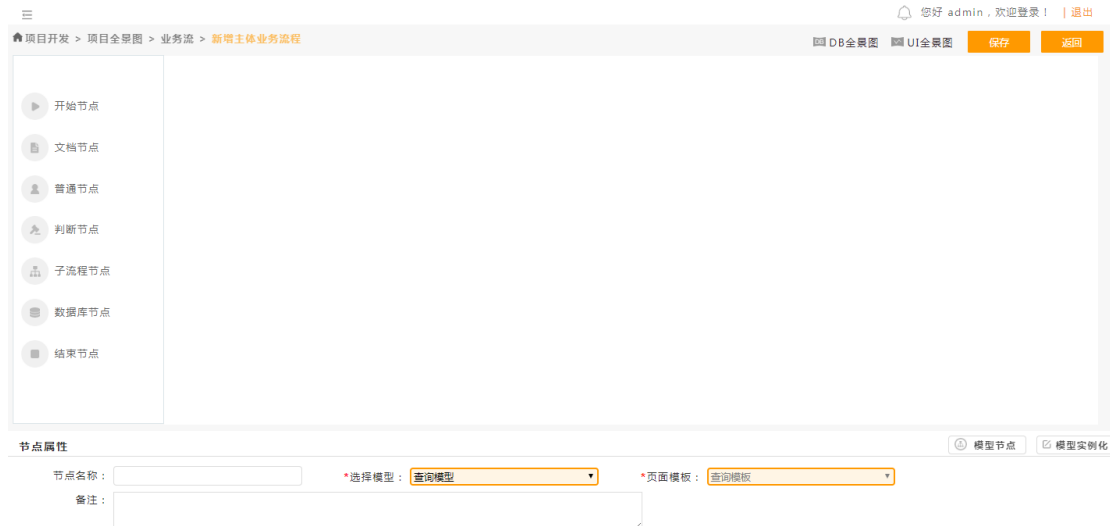 您好 admin，欢迎登录！ | 退出
项目开发 > 项目全景图 > 业务流 > 新增主体业务流程
DB全景图 UI全景图 保存 返回
开始节点
文档节点
普通节点
判断节点
子流程节点
数据库节点
结束节点
节点属性 模型节点 模型实例化
节点名称： *选择模型： 查询模型 *页面模板： 查询模板
备注：